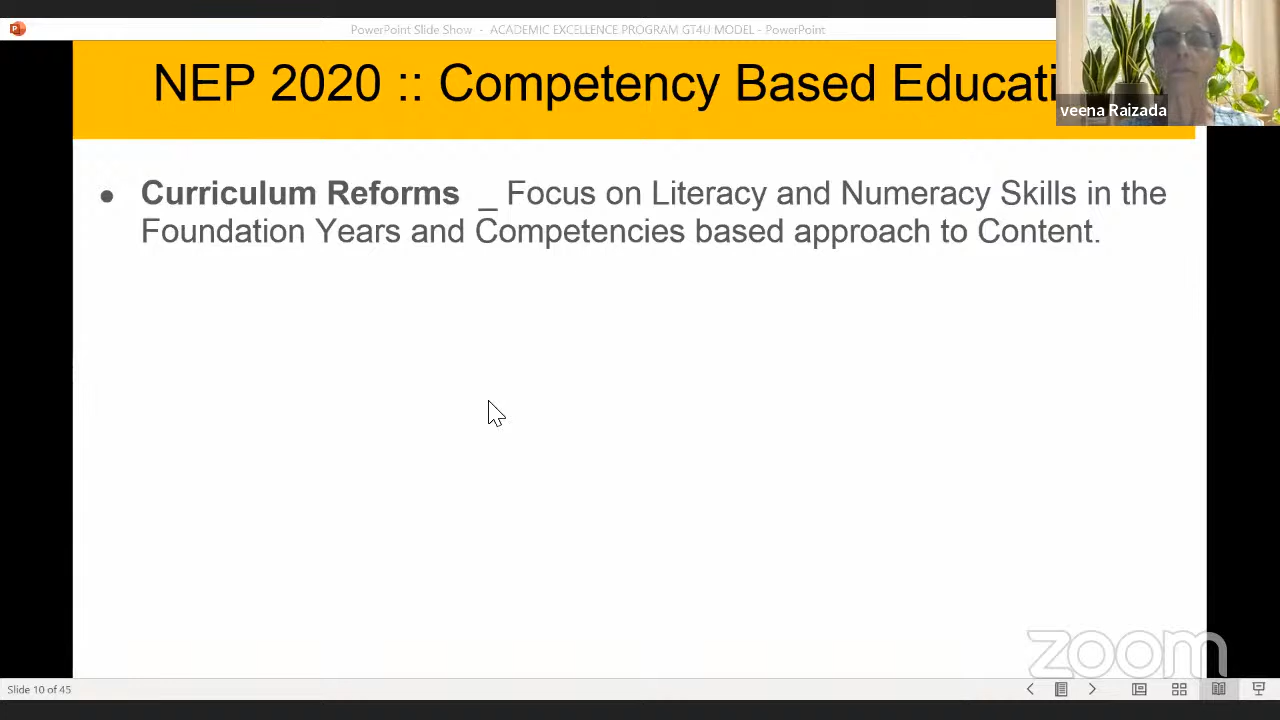 PowerPoint Slide Show - ACADEMIC EXCELLENCE PROGRAM GT4U MODEL - PowerPoint
NEP 2020 :: Competency Based Educati
veena Raizada
● Curriculum Reforms _ Focus on Literacy and Numeracy Skills in the
Foundation Years and Competencies based approach to Content.
zoom
Slide 10 of 45